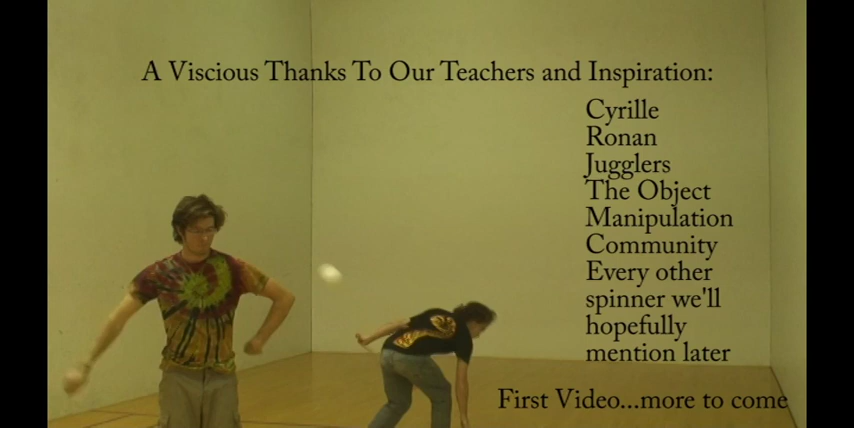 A Viscious Thanks To Our Teachers and Inspiration:
Cyrille
Ronan
Jugglers
The Object
Manipulation
Community
Every other
spinner we'll
hopefully
mention later
First Video...more to come